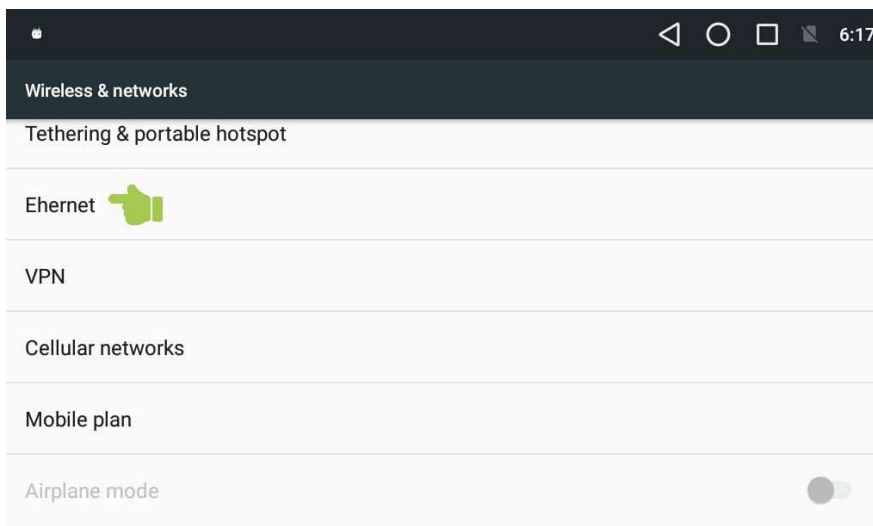 6:17
Wireless & networks
Tethering & portable hotspot
Ehernet
VPN
Cellular networks
Mobile plan
Airplane mode